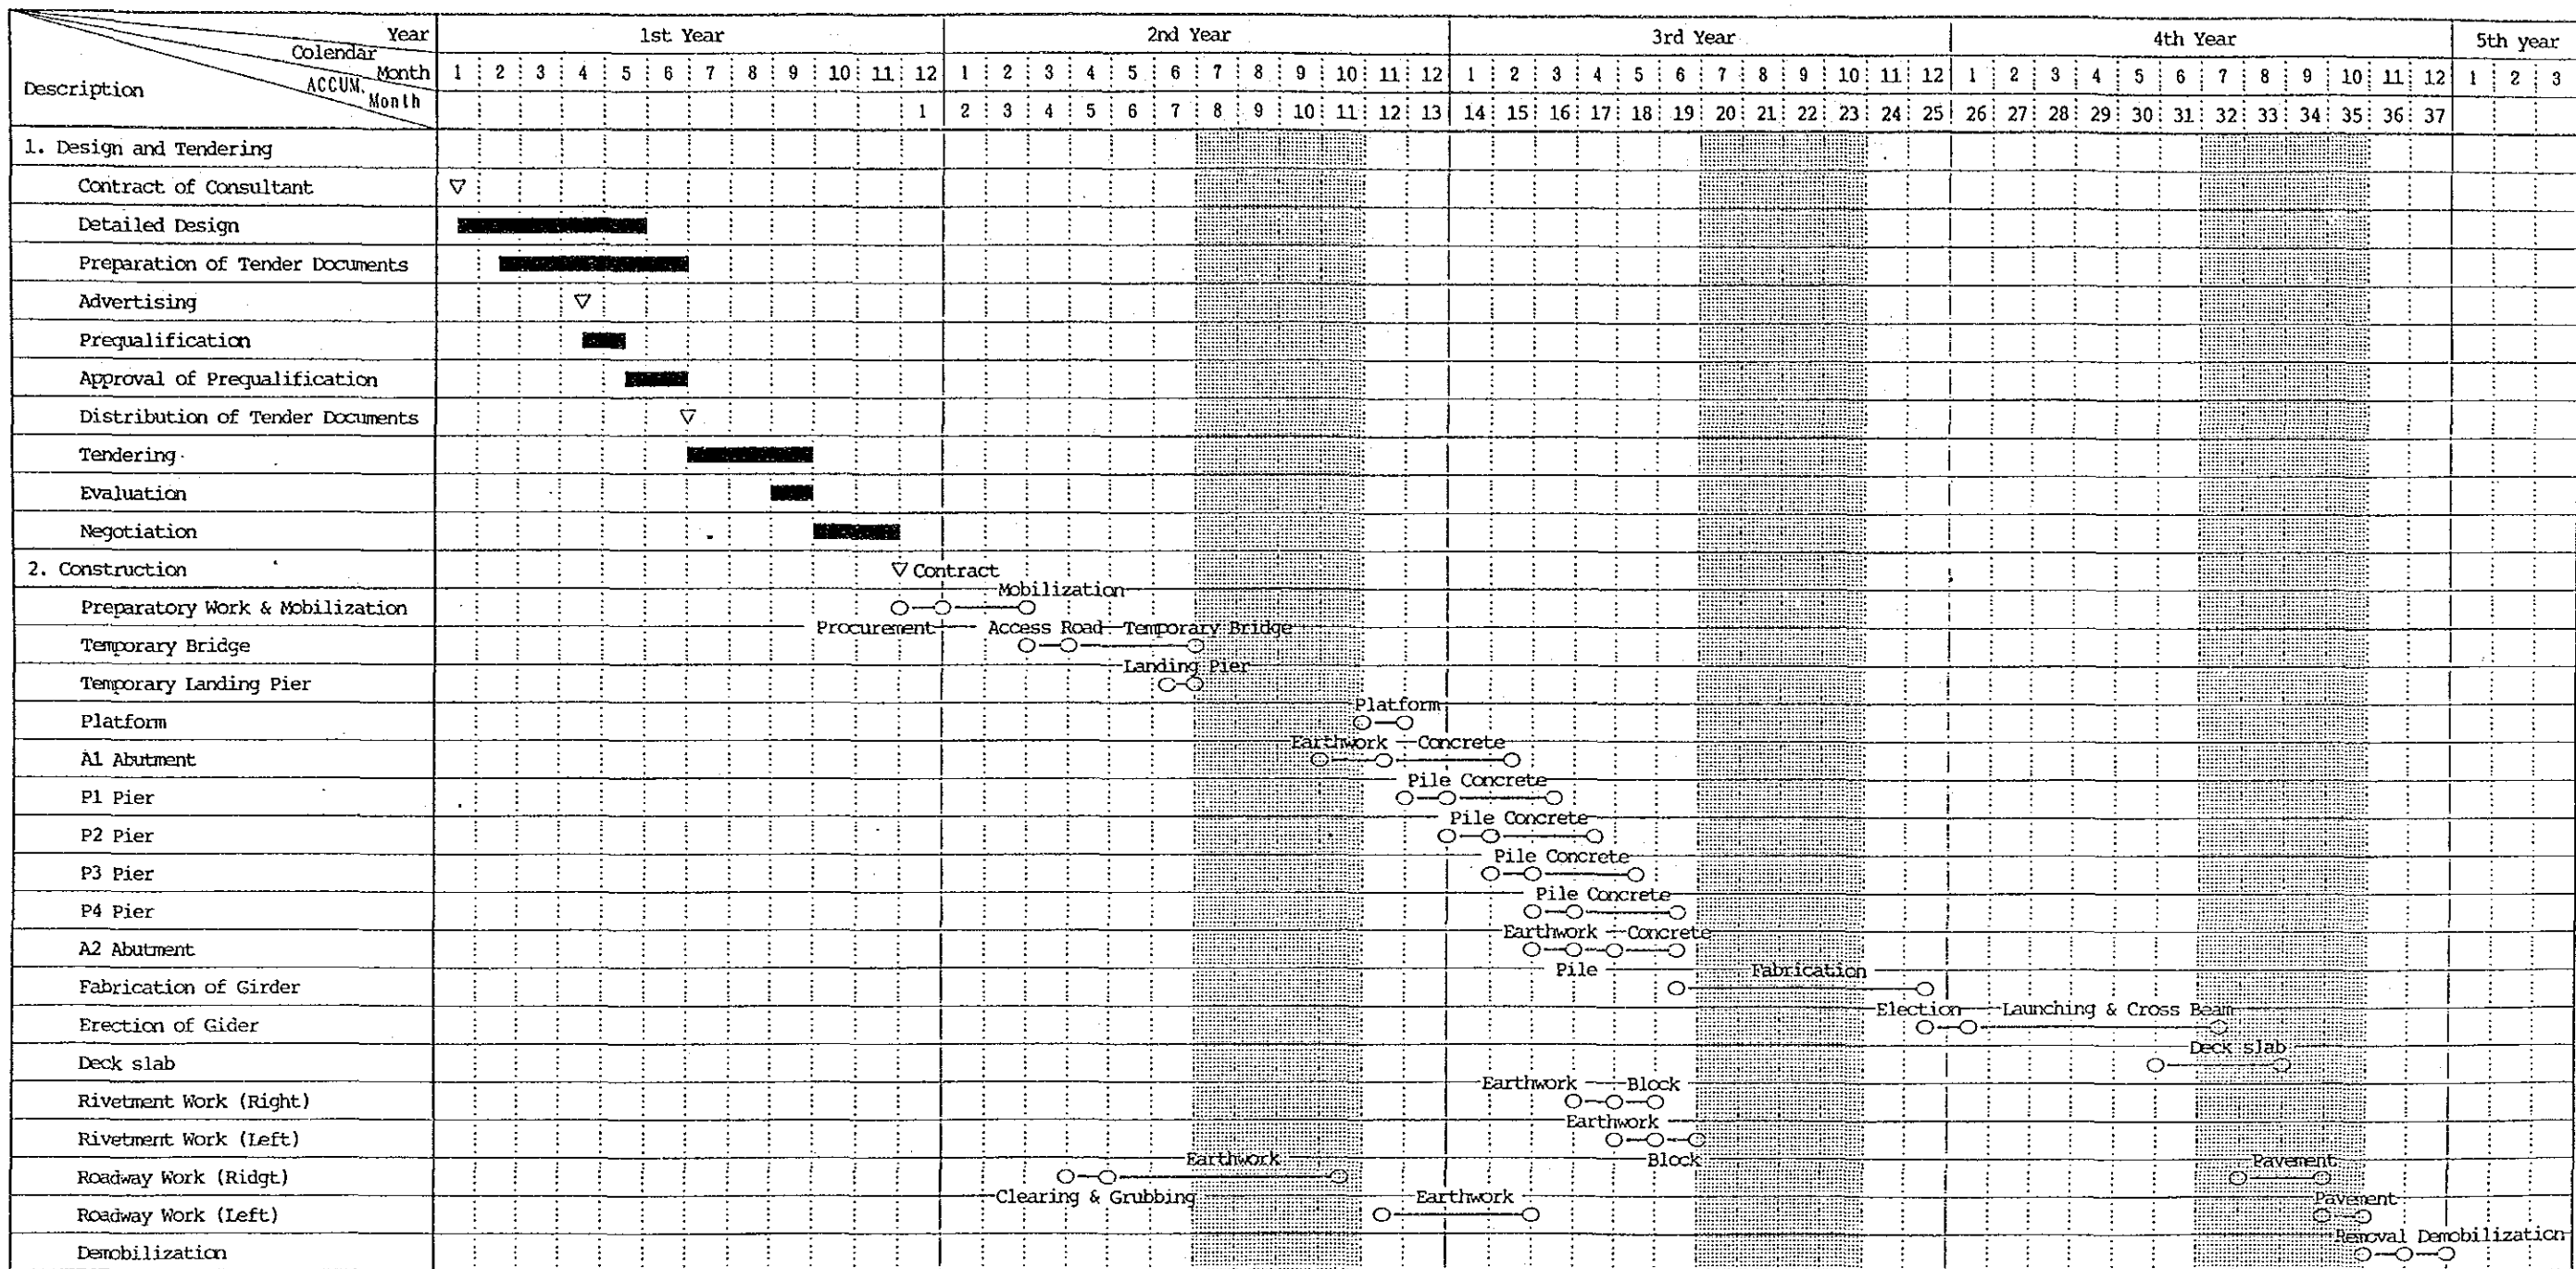 Year 1st Year 2nd Year 3rd Year 4th Year 5th year
Colendar
Month 1 2 3 4 5 6 7 8 9 10 11 12 1 2 3 4 5 6 7 8 9 10 11 12 1 2 3 4 5 6 7 8 9 10 11 12 1 2 3 4 5 6 7 8 9 10 11 12 1 2 3
Description ACCUM. Month 1 2 3 4 5 6 7 8 9 10 11 12 13 14 15 16 17 18 19 20 21 22 23 24 25 26 27 28 29 30 31 32 33 34 35 36 37
1. Design and Tendering
Contract of Consultant
Detailed Design
Preparation of Tender Documents
Advertising
Prequalification
Approval of Prequalification
Distribution of Tender Documents
Tendering
Evaluation
Negotiation
2. Construction Contract
Mobilization
Preparatory Work & Mobilization
Procurement Access Road Temporary Bridge
Temporary Bridge
Landing Pier
Temporary Landing Pier
Platform
Platform
Earthwork Concrete
A1 Abutment
Pile Concrete
P1 Pier
Pile Concrete
P2 Pier
Pile Concrete
P3 Pier
Pile Concrete
P4 Pier
Earthwork Concrete
A2 Abutment
Pile Fabrication
Fabrication of Girder
Election Launching & Cross Beam
Erection of Gider
Deck slab
Deck slab
Earthwork Block
Rivetment Work (Right)
Earthwork
Rivetment Work (Left)
Earthwork Block Pavement
Roadway Work (Ridgt)
Clearing & Grubbing Earthwork Pavement
Roadway Work (Left)
Removal Demobilization
Demobilization